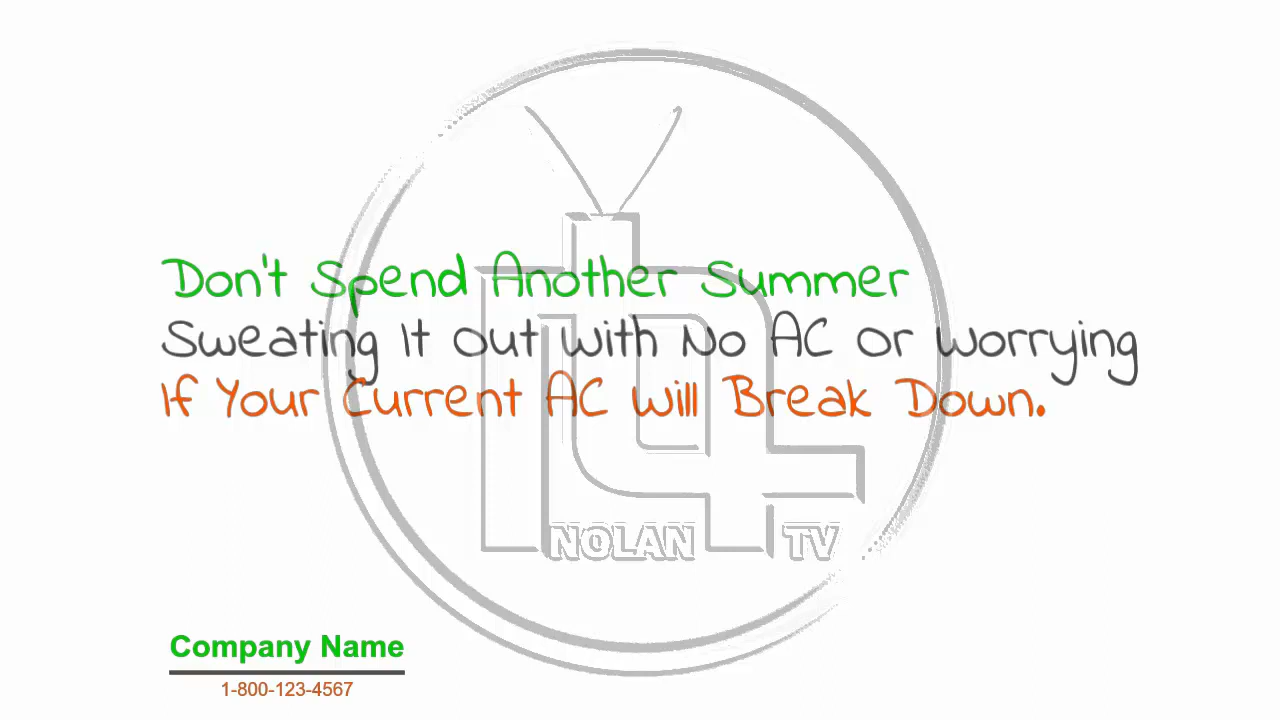 Don't Spend Another Summer
Sweating It Out With No AC Or Worrying
If Your Current AC Will Break Down.
14
NOLAN TV
Company Name
1-800-123-4567